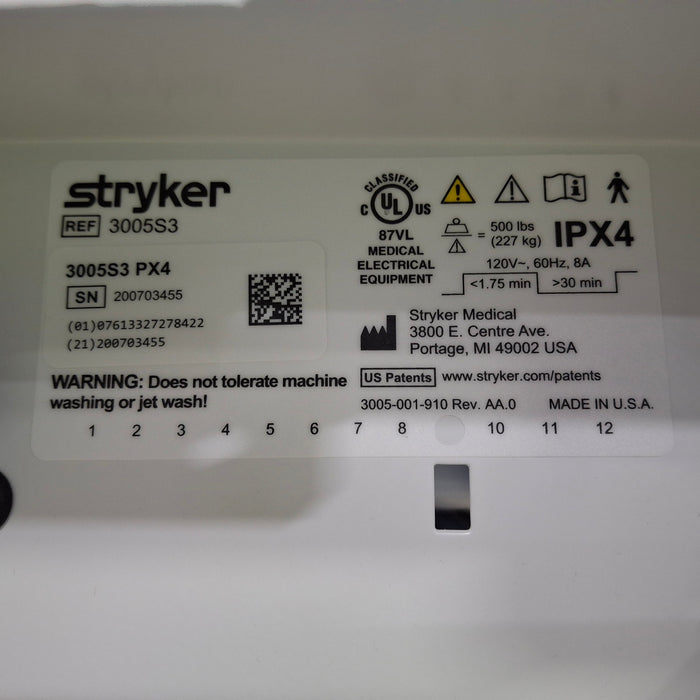 stryker
REF 3005S3
3005S3 PX4
SN 200703455
(01)07613327278422
(21)200703455
WARNING: Does not tolerate machine
washing or jet wash!
CLASSIFIED
C UL US
87VL
MEDICAL
ELECTRICAL
EQUIPMENT
= 500 lbs
(227 kg)
IPX4
120V~, 60Hz, 8A
<1.75 min >30 min
Stryker Medical
3800 E. Centre Ave.
Portage, MI 49002 USA
US Patents www.stryker.com/patents
3005-001-910 Rev. AA.0 MADE IN U.S.A.
1 2 3 4 5 6 7 8 10 11 12